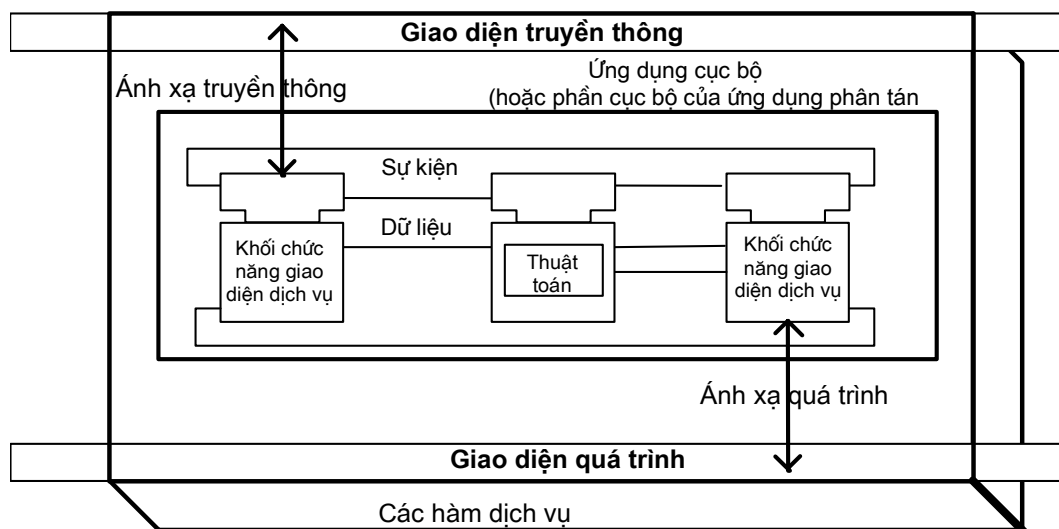 Giao diện truyền thông
Ứng dụng cục bộ
Ánh xạ truyền thông
(hoặc phần cục bộ của ứng dụng phân tán
Sự kiện
Dữ liệu
Khối chức
năng giao
diện dịch vụ
Thuật
toán
Khối chức
năng giao
diện dịch vụ
Ánh xạ quá trình
Giao diện quá trình
Các hàm dịch vụ